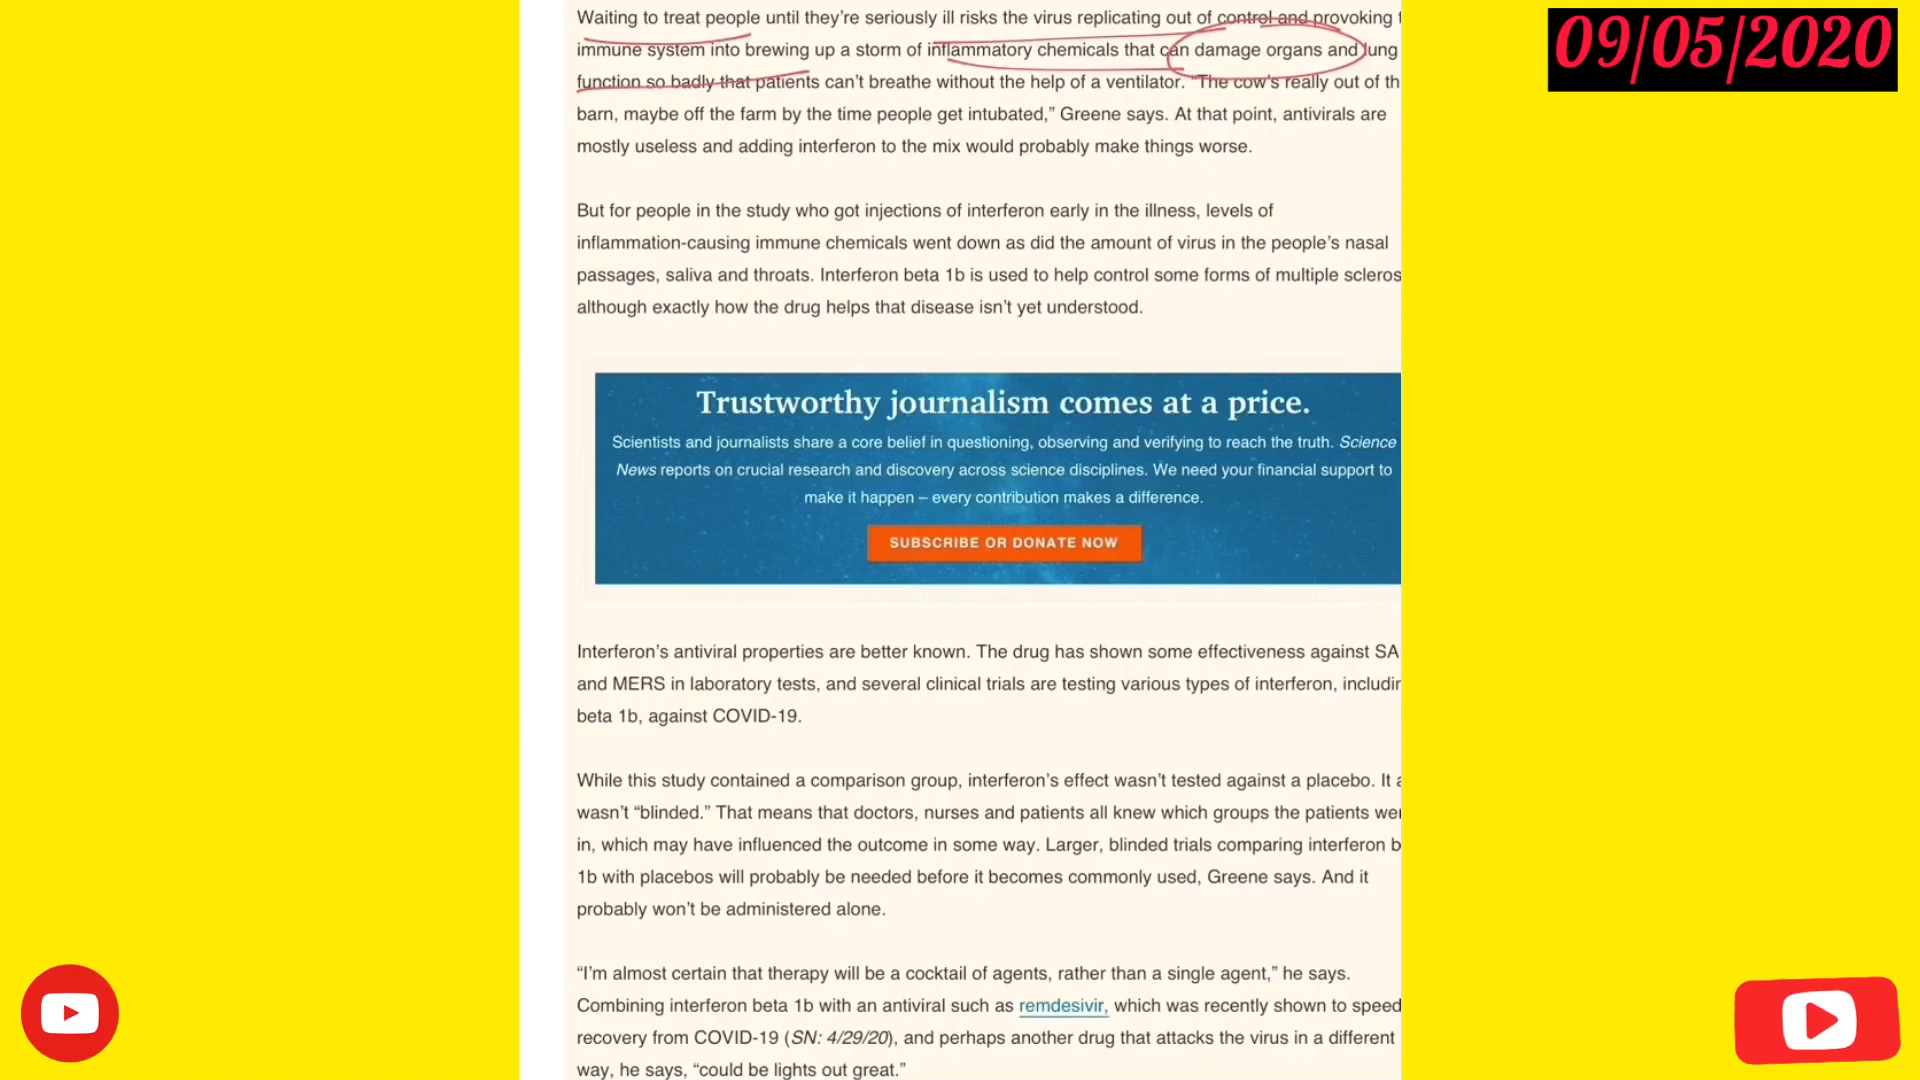 09/05/2020
Waiting to treat people until they’re seriously ill risks the virus replicating out of control and provoking
immune system into brewing up a storm of inflammatory chemicals that can damage organs and lung
function so badly that patients can’t breathe without the help of a ventilator. “The cow’s really out of th
barn, maybe off the farm by the time people get intubated,” Greene says. At that point, antivirals are
mostly useless and adding interferon to the mix would probably make things worse.
But for people in the study who got injections of interferon early in the illness, levels of
inflammation-causing immune chemicals went down as did the amount of virus in the people’s nasal
passages, saliva and throats. Interferon beta 1b is used to help control some forms of multiple scleros
although exactly how the drug helps that disease isn’t yet understood.
Trustworthy journalism comes at a price.
Scientists and journalists share a core belief in questioning, observing and verifying to reach the truth. Science
News reports on crucial research and discovery across science disciplines. We need your financial support to
make it happen – every contribution makes a difference.
SUBSCRIBE OR DONATE NOW
Interferon’s antiviral properties are better known. The drug has shown some effectiveness against SA
and MERS in laboratory tests, and several clinical trials are testing various types of interferon, includin
beta 1b, against COVID-19.
While this study contained a comparison group, interferon’s effect wasn’t tested against a placebo. It a
wasn’t “blinded.” That means that doctors, nurses and patients all knew which groups the patients wer
in, which may have influenced the outcome in some way. Larger, blinded trials comparing interferon b
1b with placebos will probably be needed before it becomes commonly used, Greene says. And it
probably won’t be administered alone.
“I’m almost certain that therapy will be a cocktail of agents, rather than a single agent,” he says.
Combining interferon beta 1b with an antiviral such as remdesivir, which was recently shown to speed
recovery from COVID-19 (SN: 4/29/20), and perhaps another drug that attacks the virus in a different
way, he says, “could be lights out great.”